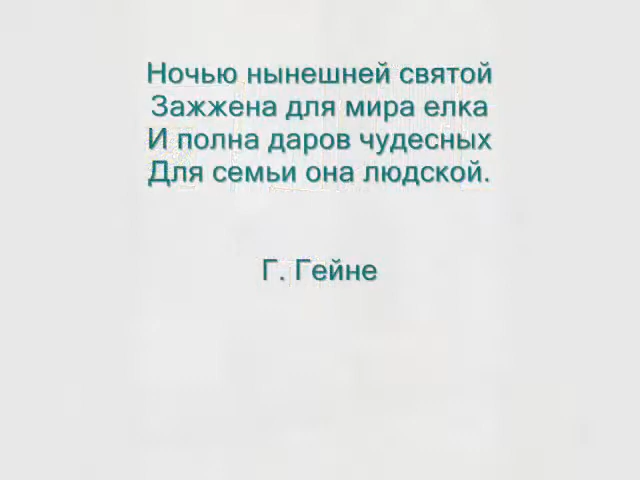 Ночью нынешней святой
Зажжена для мира елка
И полна даров чудесных
Для семьи она людской.
Г. Гейне